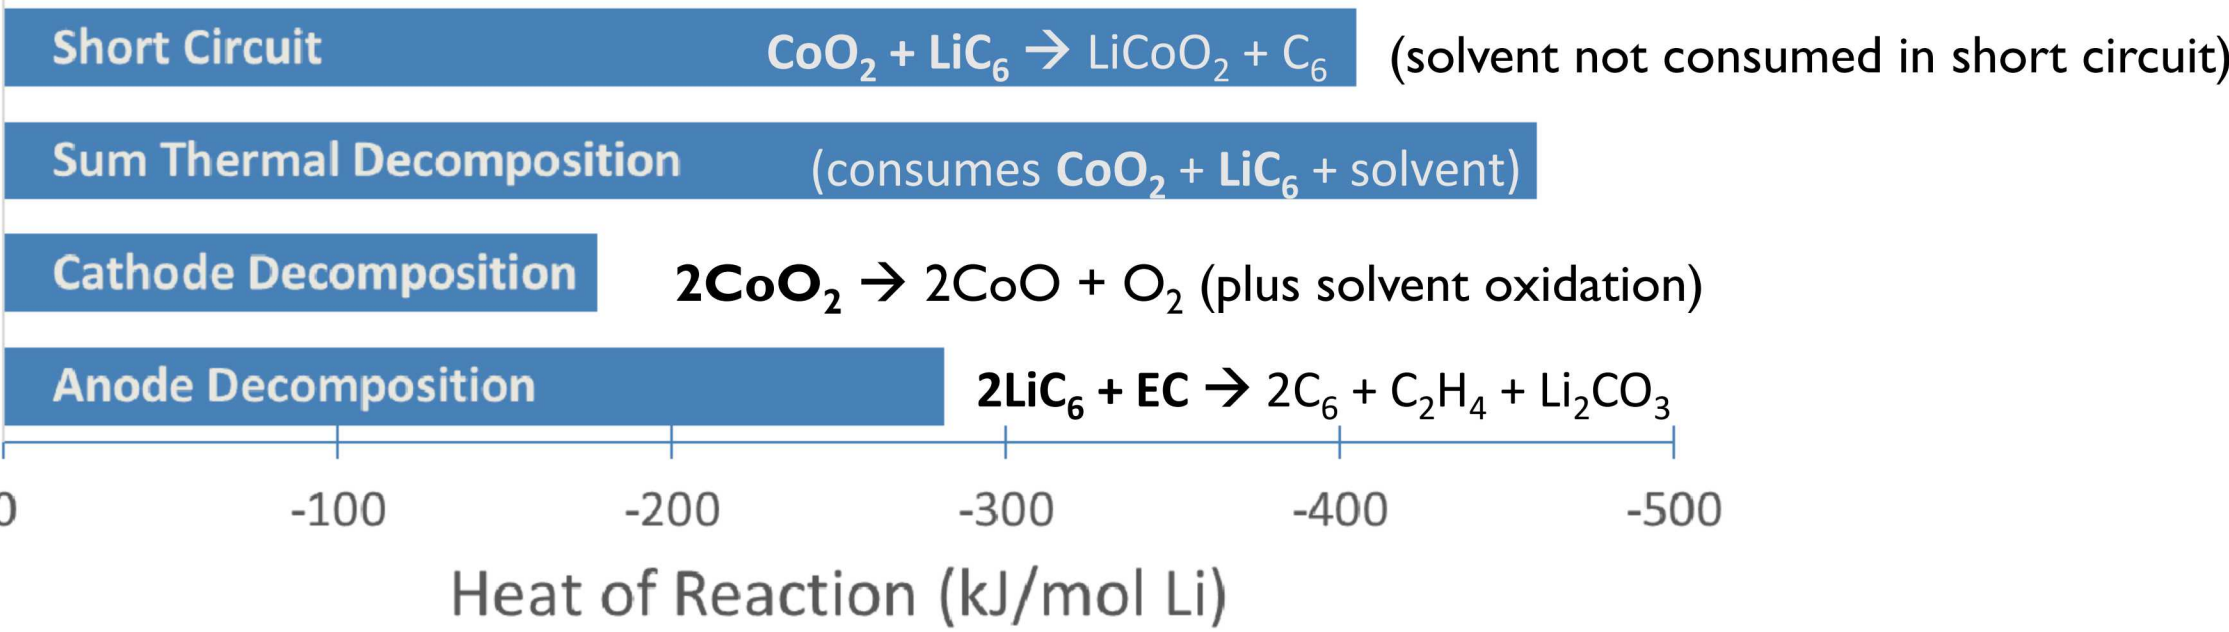 Short Circuit CoO₂ + LiC₆ → LiCoO₂ + C₆ (solvent not consumed in short circuit)
Sum Thermal Decomposition (consumes CoO₂ + LiC₆ + solvent)
Cathode Decomposition 2CoO₂ → 2CoO + O₂ (plus solvent oxidation)
Anode Decomposition 2LiC₆ + EC → 2C₆ + C₂H₄ + Li₂CO₃
0 -100 -200 -300 -400 -500
Heat of Reaction (kJ/mol Li)